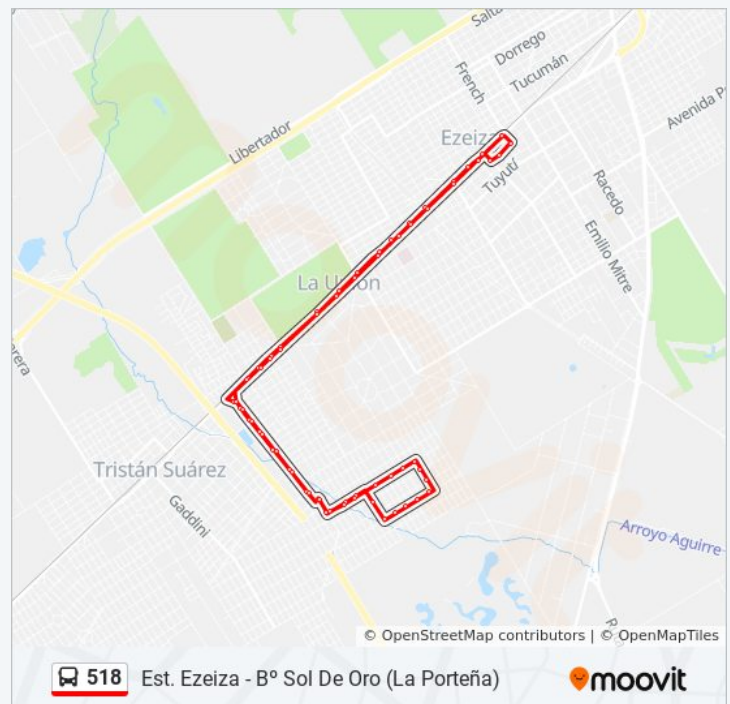 Salta
Dorrego
Tucumán
French
Avenida P
Libertador
Ezeiza
Tuyutí
Racedo
Emilio Mitre
La Unión
rera
Tristán Suárez
Gaddini
Arroyo Aguirre
© OpenStreetMap contributors | © OpenMapTiles
518 Est. Ezeiza - Bº Sol De Oro (La Porteña)
moovit